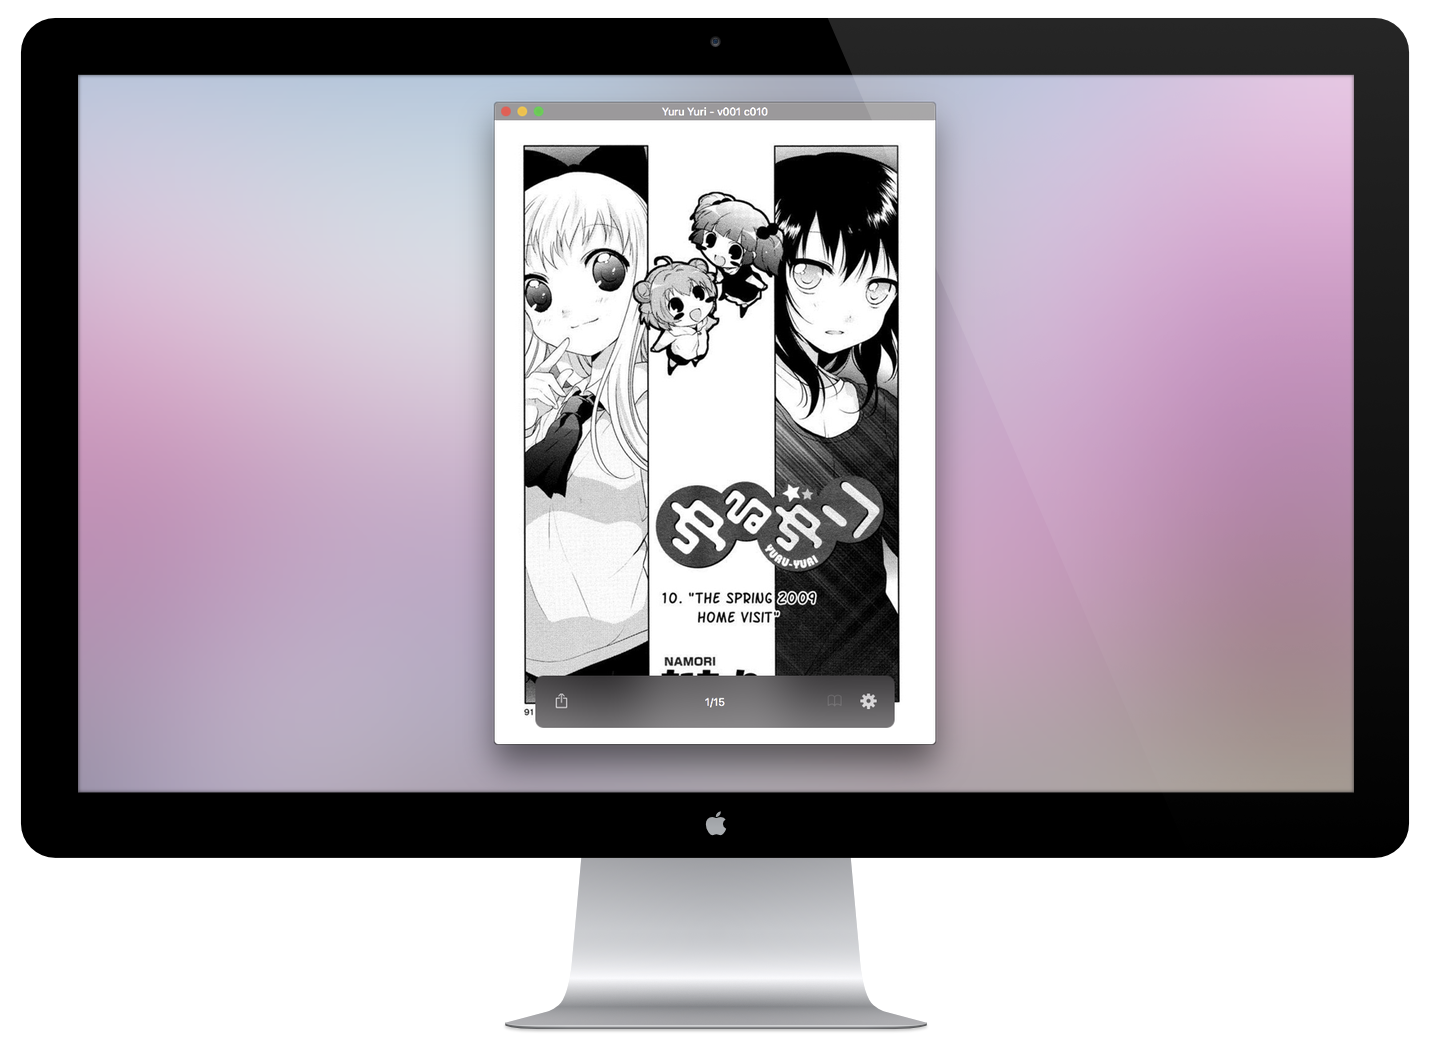 Yuru Yuri - v001 c010
ゆるゆり
YURU-YURI
10. "THE SPRING 2009
HOME VISIT"
NAMORI
91
1/15